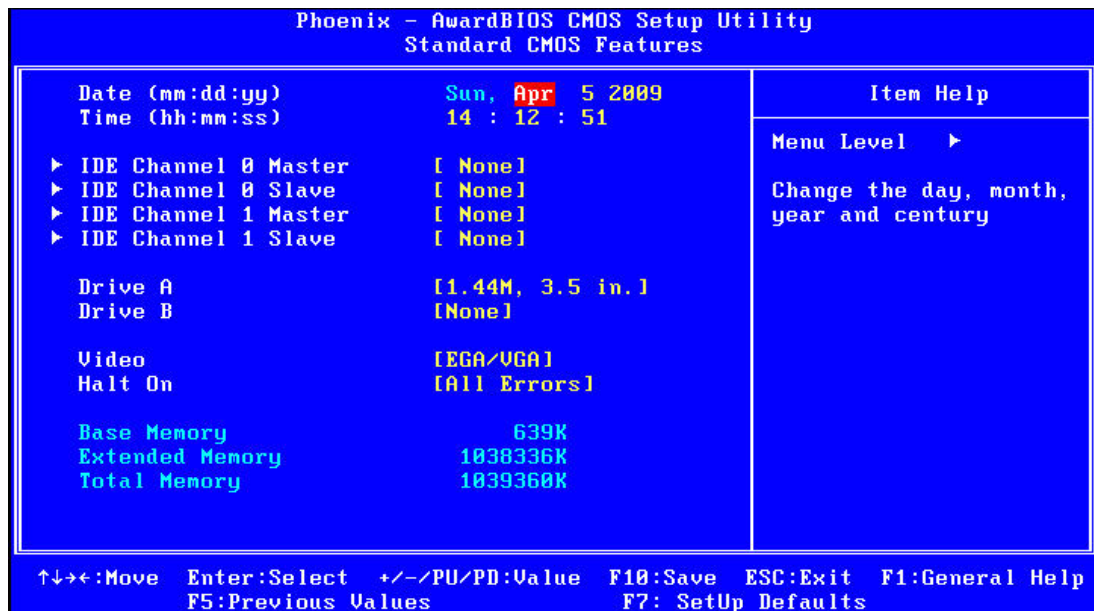 Phoenix - AwardBIOS CMOS Setup Utility
Standard CMOS Features
Date (mm:dd:yy) Sun, Apr 5 2009
Time (hh:mm:ss) 14 : 12 : 51
► IDE Channel 0 Master [ None]
► IDE Channel 0 Slave [ None]
► IDE Channel 1 Master [ None]
► IDE Channel 1 Slave [ None]
Drive A [1.44M, 3.5 in.]
Drive B [None]
Video [EGA/VGA]
Halt On [All Errors]
Base Memory 639K
Extended Memory 1038336K
Total Memory 1039360K
Item Help
Menu Level ►
Change the day, month,
year and century
↑↓→←:Move Enter:Select +/-/PU/PD:Value F10:Save ESC:Exit F1:General Help
F5:Previous Values F7: SetUp Defaults